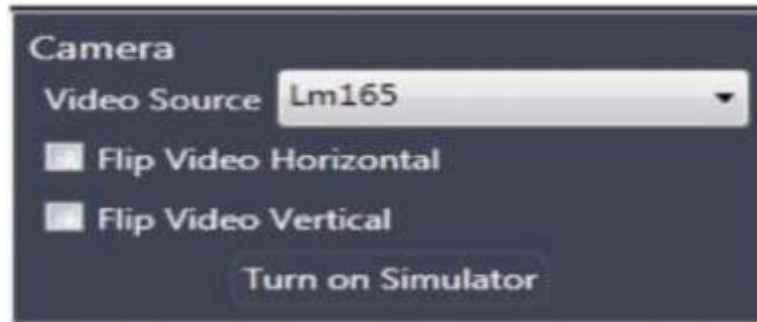 Camera
Video Source Lm165
Flip Video Horizontal
Flip Video Vertical
Turn on Simulator